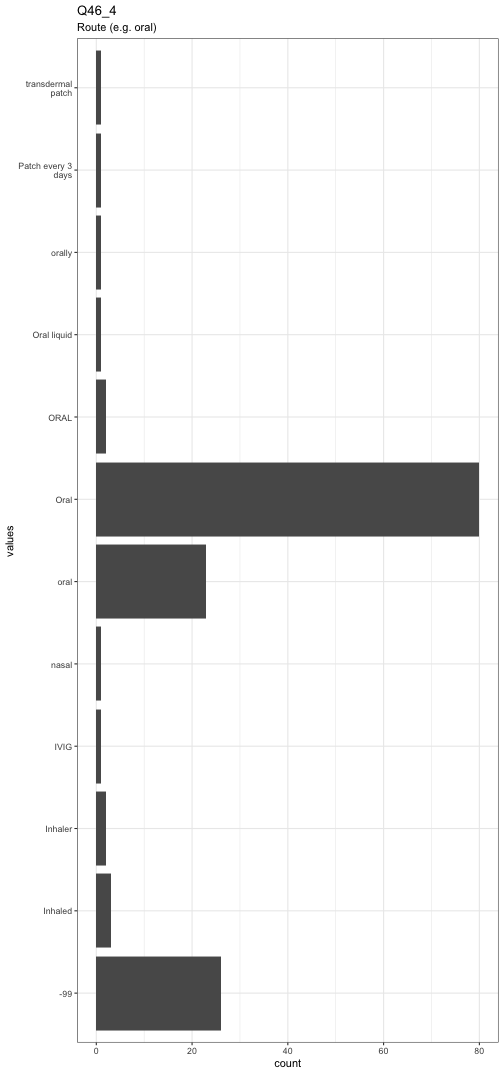 Q46_4
Route (e.g. oral)
transdermal
patch
Patch every 3
days
orally
Oral liquid
ORAL
Oral
oral
nasal
IVIG
Inhaler
Inhaled
-99
values
0 20 40 60 80
count